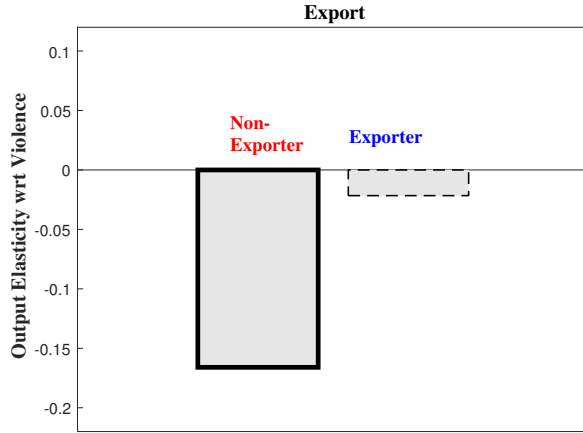 Export
Output Elasticity wrt Violence
0.1
0.05
0
-0.05
-0.1
-0.15
-0.2
Non-
Exporter
Exporter